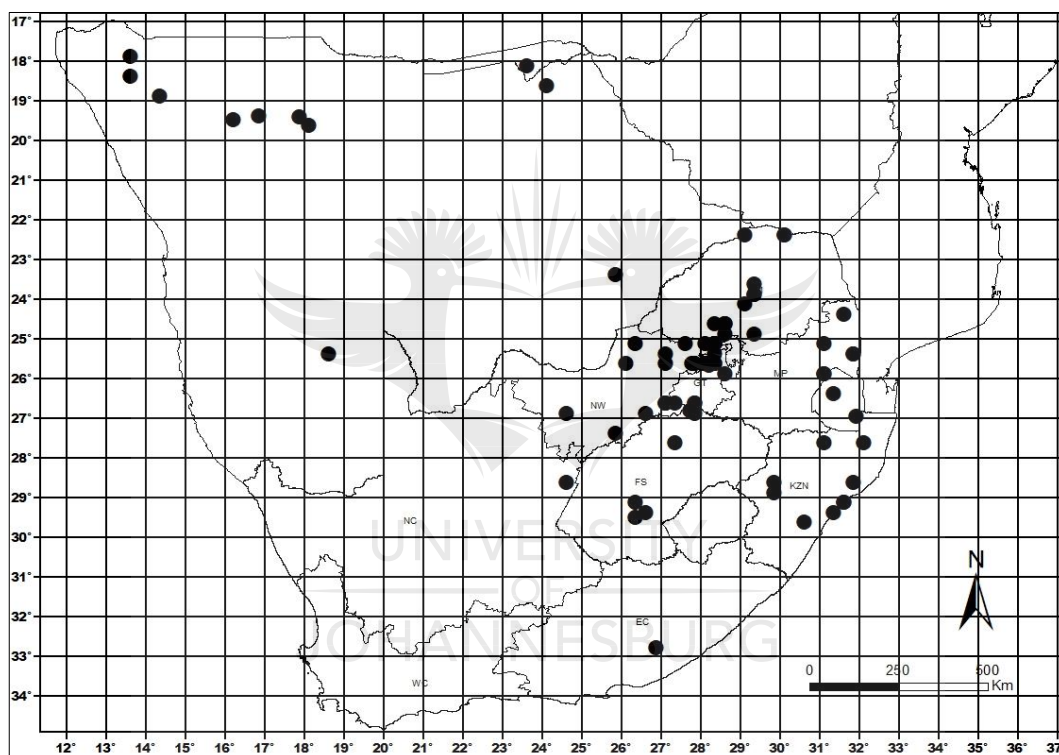 17°
18°
19°
20°
21°
22°
23°
24°
25°
26°
27°
28°
29°
30°
31°
32°
33°
34°
MP
GT
NW
FS
KZN
NC
EC
WC
UNIVERSITY
OF
JOHANNESBURG
N
0 250 500
Km
12° 13° 14° 15° 16° 17° 18° 19° 20° 21° 22° 23° 24° 25° 26° 27° 28° 29° 30° 31° 32° 33° 34° 35° 36° 37°